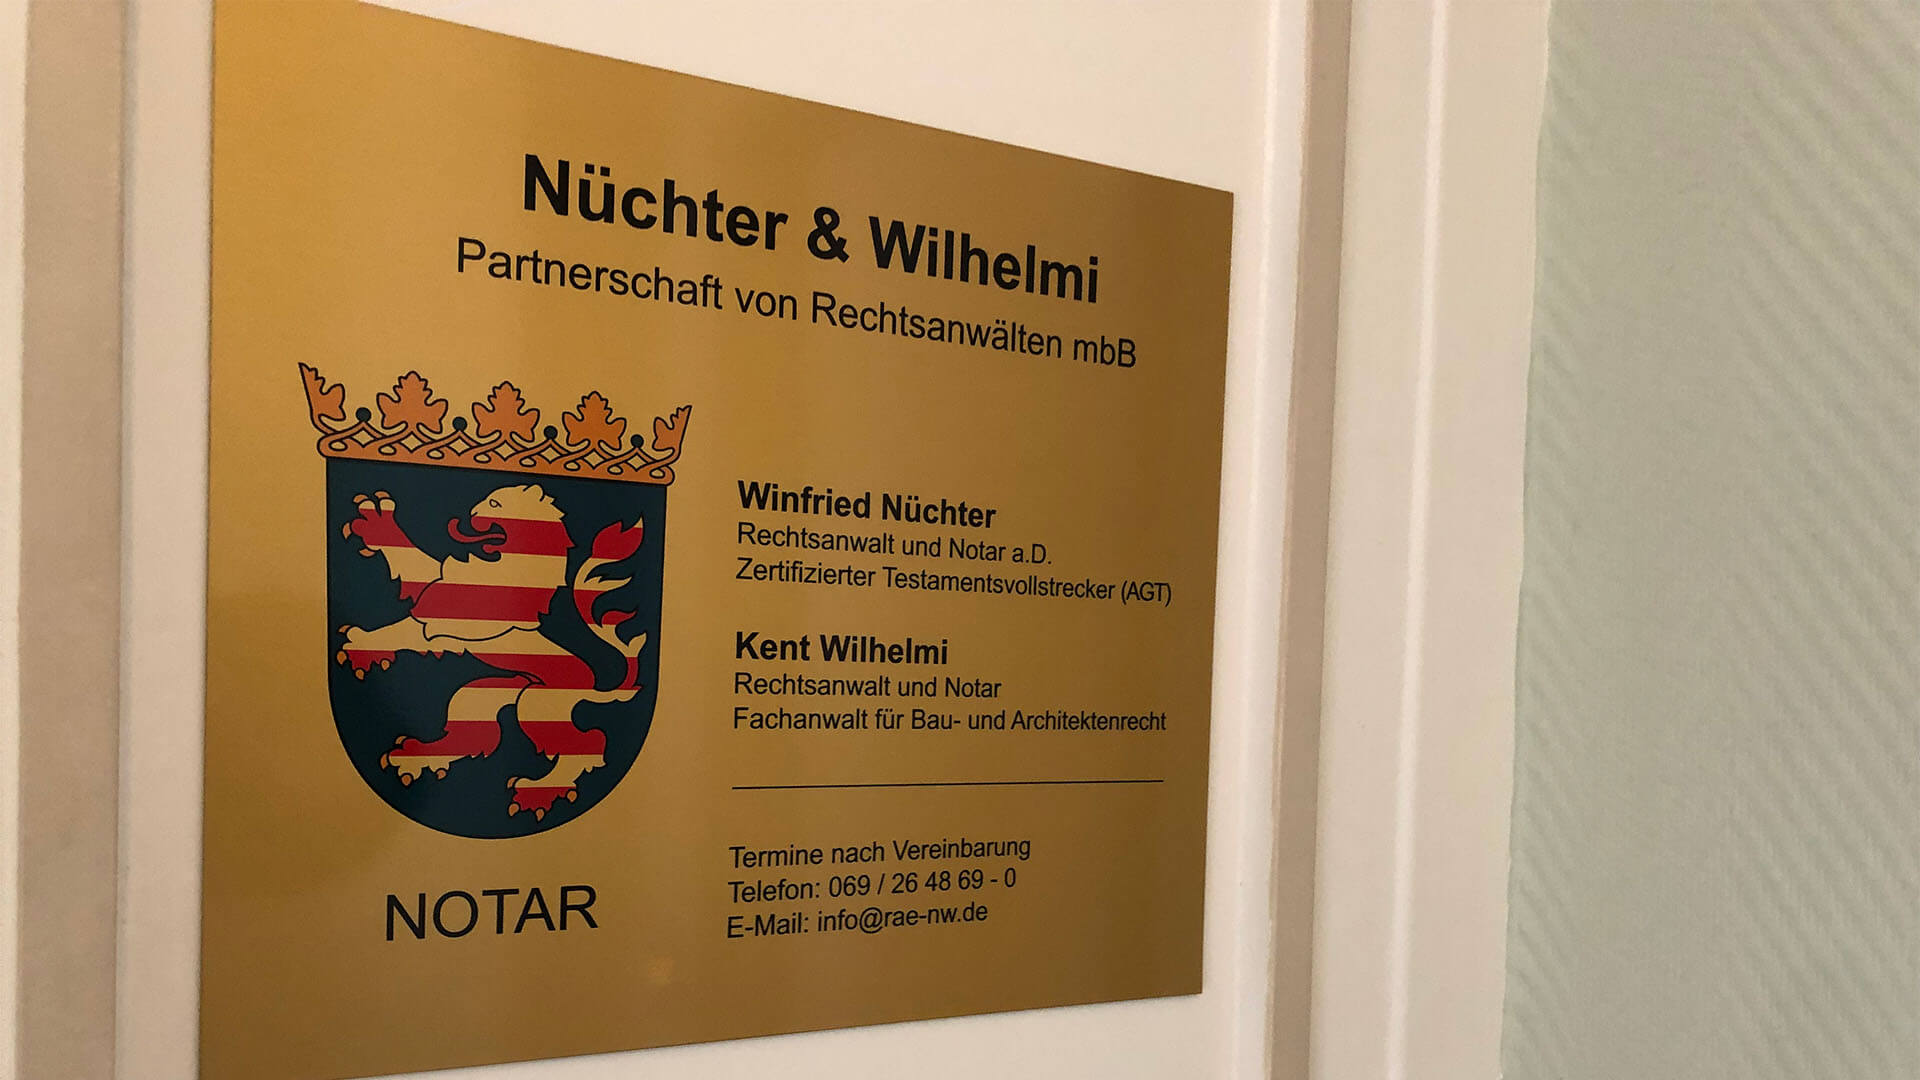 Nüchter & Wilhelmi
Partnerschaft von Rechtsanwälten mbB
Winfried Nüchter
Rechtsanwalt und Notar a.D.
Zertifizierter Testamentsvollstrecker (AGT)
Kent Wilhelmi
Rechtsanwalt und Notar
Fachanwalt für Bau- und Architektenrecht
Termine nach Vereinbarung
Telefon: 069 / 26 48 69 - 0
E-Mail: info@rae-nw.de
NOTAR